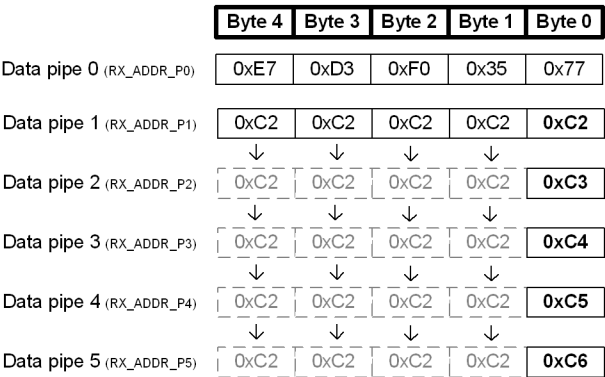 Byte 4 Byte 3 Byte 2 Byte 1 Byte 0
Data pipe 0 (RX_ADDR_P0) 0xE7 0xD3 0xF0 0x35 0x77
Data pipe 1 (RX_ADDR_P1) 0xC2 0xC2 0xC2 0xC2 0xC2
Data pipe 2 (RX_ADDR_P2) 0xC2 0xC2 0xC2 0xC2 0xC3
Data pipe 3 (RX_ADDR_P3) 0xC2 0xC2 0xC2 0xC2 0xC4
Data pipe 4 (RX_ADDR_P4) 0xC2 0xC2 0xC2 0xC2 0xC5
Data pipe 5 (RX_ADDR_P5) 0xC2 0xC2 0xC2 0xC2 0xC6